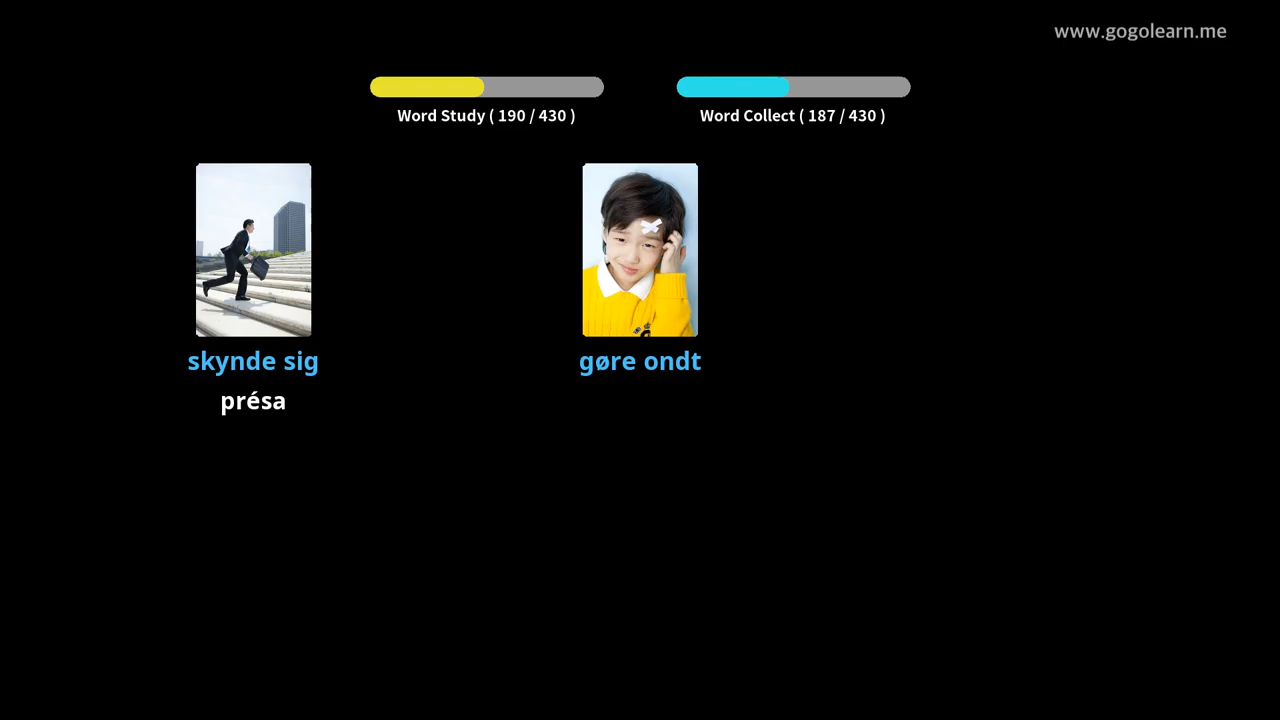 www.gogolearn.me
Word Study ( 190 / 430 )
Word Collect ( 187 / 430 )
skynde sig
présa
gøre ondt